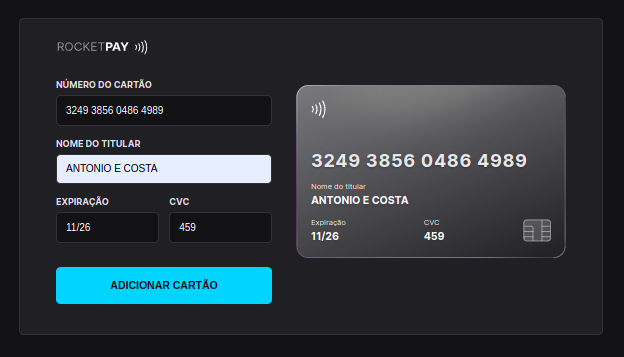 ROCKETPAY
NÚMERO DO CARTÃO
3249 3856 0486 4989
NOME DO TITULAR
ANTONIO E COSTA
EXPIRAÇÃO CVC
11/26 459
ADICIONAR CARTÃO
3249 3856 0486 4989
Nome do titular
ANTONIO E COSTA
Expiração CVC
11/26 459